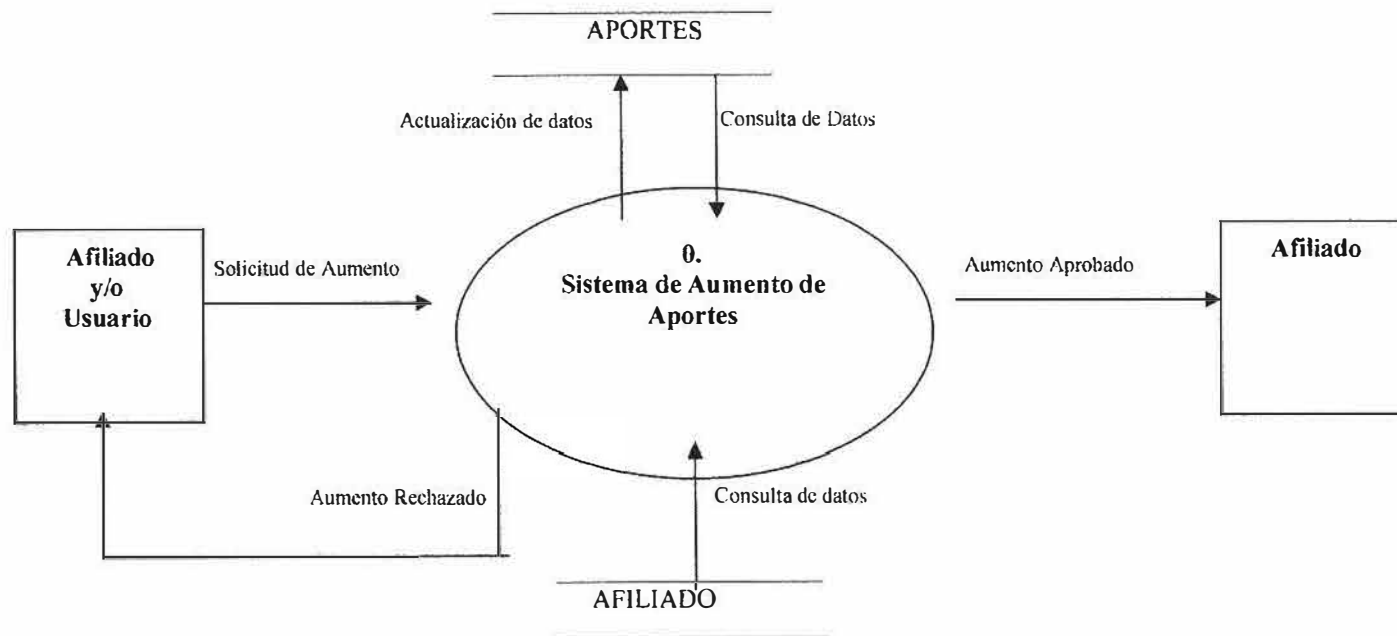 APORTES
Actualización de datos
Consulta de Datos
Afiliado
y/o
Usuario
Solicitud de Aumento
0.
Sistema de Aumento de
Aportes
Aumento Aprobado
Afiliado
Aumento Rechazado
Consulta de datos
AFILIADO